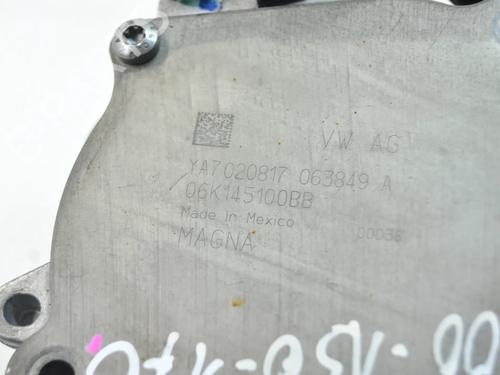 VW AG
YA7020817 063849 A
06K145100BB
Made in Mexico
MAGNA 00036